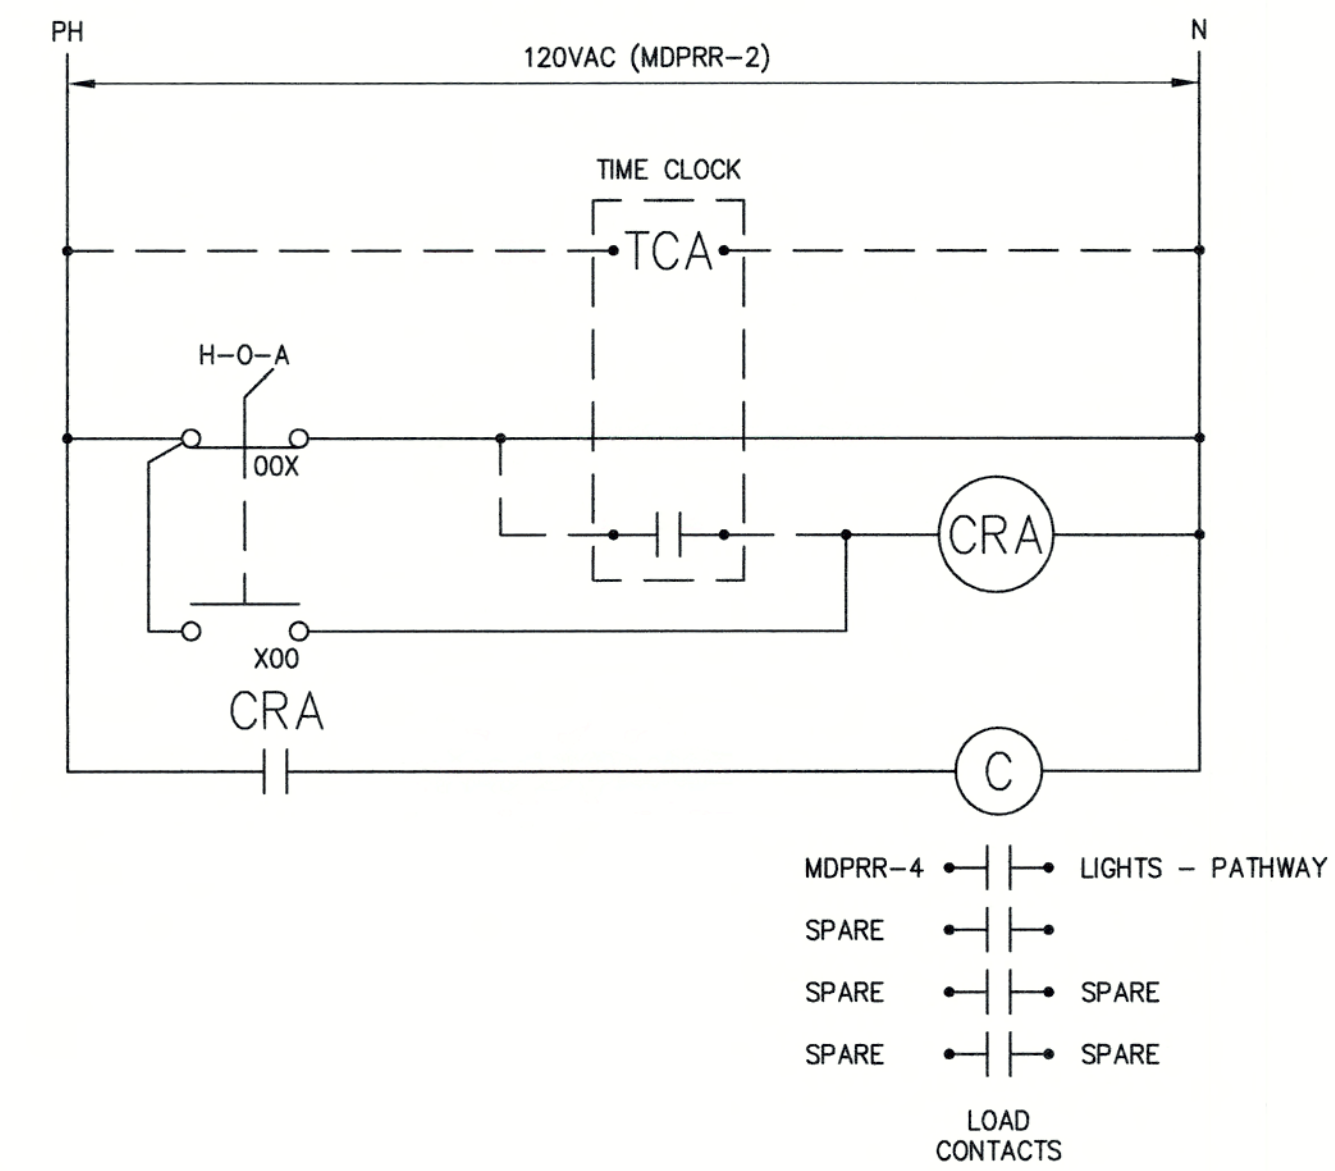 PH
N
120VAC (MDPRR-2)
TIME CLOCK
TCA
H-O-A
00X
CRA
X00
CRA
C
MDPRR-4 LIGHTS - PATHWAY
SPARE
SPARE SPARE
SPARE SPARE
LOAD
CONTACTS